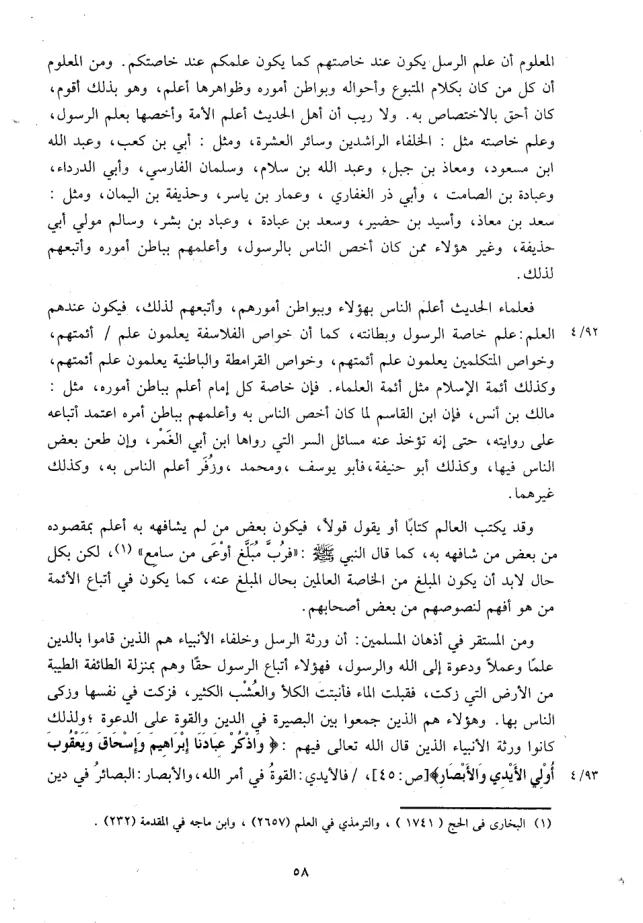 المعلوم أن علم الرسل يكون عند خاصتهم كما يكون علمكم عند خاصتكم. ومن المعلوم
أن كل من كان بكلام المتبوع وأحواله وبواطن أموره وظواهرها أعلم، وهو بذلك أقوم،
كان أحق بالاختصاص به. ولا ريب أن أهل الحديث أعلم الأمة وأخصها بعلم الرسول،
وعلم خاصته مثل : الخلفاء الراشدين وسائر العشرة، ومثل : أبي بن كعب، وعبد الله
ابن مسعود، ومعاذ بن جبل، وعبد الله بن سلام، وسلمان الفارسي، وأبي الدرداء،
وعبادة بن الصامت ، وأبي ذر الغفاري ، وعمار بن ياسر، وحذيفة بن اليمان، ومثل :
سعد بن معاذ، وأسيد بن حضير، وسعد بن عبادة ، وعباد بن بشر، وسالم مولي أبي
حذيفة، وغير هؤلاء ممن كان أخص الناس بالرسول، وأعلمهم بباطن أموره وأتبعهم
لذلك.
فعلماء الحديث أعلم الناس بهؤلاء وببواطن أمورهم، وأتبعهم لذلك، فيكون عندهم
العلم: علم خاصة الرسول وبطانته، كما أن خواص الفلاسفة يعلمون علم / أئمتهم، ٤/٩٢
وخواص المتكلمين يعلمون علم أئمتهم، وخواص القرامطة والباطنية يعلمون علم أئمتهم،
وكذلك أئمة الإسلام مثل أئمة العلماء. فإن خاصة كل إمام أعلم بباطن أموره، مثل :
مالك بن أنس، فإن ابن القاسم لما كان أخص الناس به وأعلمهم بباطن أمره اعتمد أتباعه
على روايته، حتى إنه تؤخذ عنه مسائل السر التي رواها ابن أبي الغَمْر، وإن طعن بعض
الناس فيها، وكذلك أبو حنيفة، فأبو يوسف ،ومحمد ،وزُفَر أعلم الناس به، وكذلك
غيرهما.
وقد يكتب العالم كتابًا أو يقول قولاً، فيكون بعض من لم يشافهه به أعلم بمقصوده
من بعض من شافهه به، كما قال النبي ﷺ :«فرُبَّ مُبَلَّغٍ أوْعَى من سامع» (١)، لكن بكل
حال لابد أن يكون المبلغ من الخاصة العالمين بحال المبلغ عنه، كما يكون في أتباع الأئمة
من هو أفهم لنصوصهم من بعض أصحابهم.
ومن المستقر في أذهان المسلمين: أن ورثة الرسل وخلفاء الأنبياء هم الذين قاموا بالدين
علمًا وعملاً ودعوة إلى الله والرسول، فهؤلاء أتباع الرسول حقًا وهم بمنزلة الطائفة الطيبة
من الأرض التي زكت، فقبلت الماء فأنبتت الكلأ والعُشْب الكثير، فزكت في نفسها وزكى
الناس بها. وهؤلاء هم الذين جمعوا بين البصيرة في الدين والقوة على الدعوة ؛ولذلك
كانوا ورثة الأنبياء الذين قال الله تعالى فيهم :﴿ وَاذْكُرْ عِبَادَنَا إِبْرَاهِيمَ وَإِسْحَاقَ وَيَعْقُوبَ
أُوْلِي الأَيْدِي وَالأَبْصَارِ﴾[ص: ٤٥]، / فالأيدي: القوة في أمر الله، والأبصار: البصائر في دين ٤/٩٣
(١) البخارى فى الحج ( ١٧٤١ ) ، والترمذي في العلم (٢٦٥٧) ، وابن ماجه في المقدمة (٢٣٢) .
٥٨